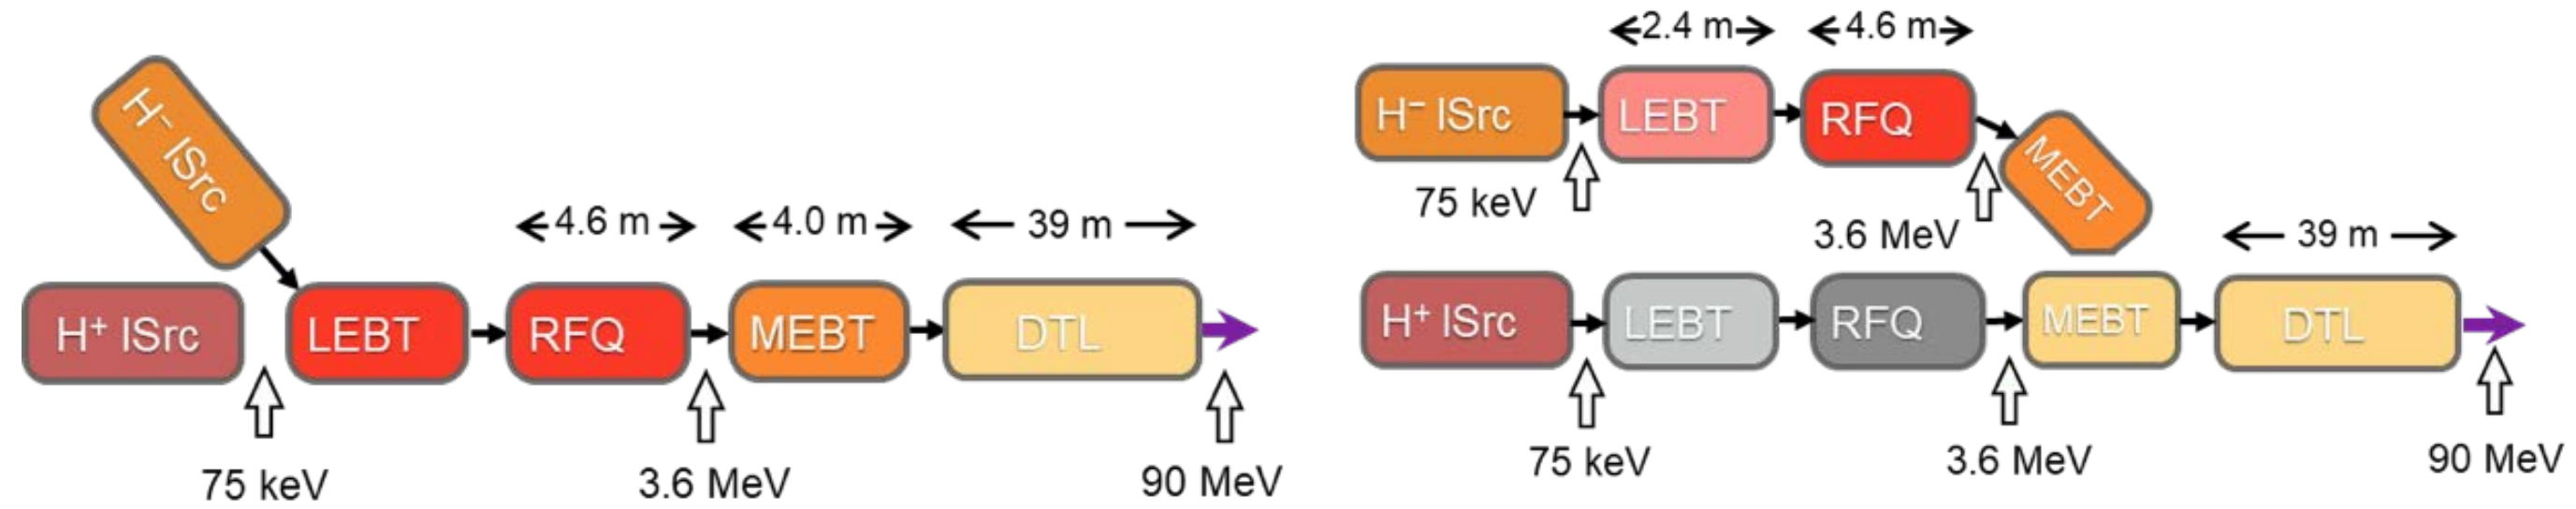 H⁻ ISrc
4.6 m
4.0 m
39 m
H⁺ ISrc
LEBT
RFQ
MEBT
DTL
75 keV
3.6 MeV
90 MeV
2.4 m
4.6 m
H⁻ ISrc
LEBT
RFQ
MEBT
75 keV
3.6 MeV
39 m
H⁺ ISrc
LEBT
RFQ
MEBT
DTL
75 keV
3.6 MeV
90 MeV